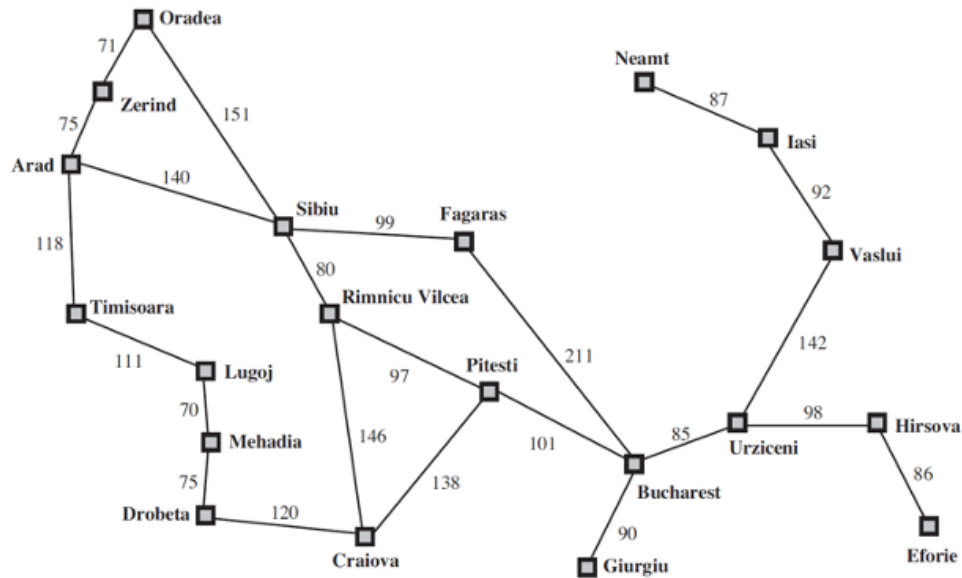 Oradea
71
Neamt
87
Zerind
151
75
Iasi
Arad
140
92
Sibiu
99
Fagaras
118
80
Vaslui
Rimnicu Vilcea
Timisoara
142
111
211
Lugoj
97
Pitesti
70
98
Hirsova
146
101
85
Mehadia
Urziceni
138
86
75
Bucharest
Drobeta
120
90
Craiova
Giurgiu
Eforie